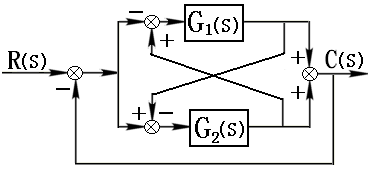 − G₁(s)
+
R(s) + C(s)
− +
+ −
G₂(s)